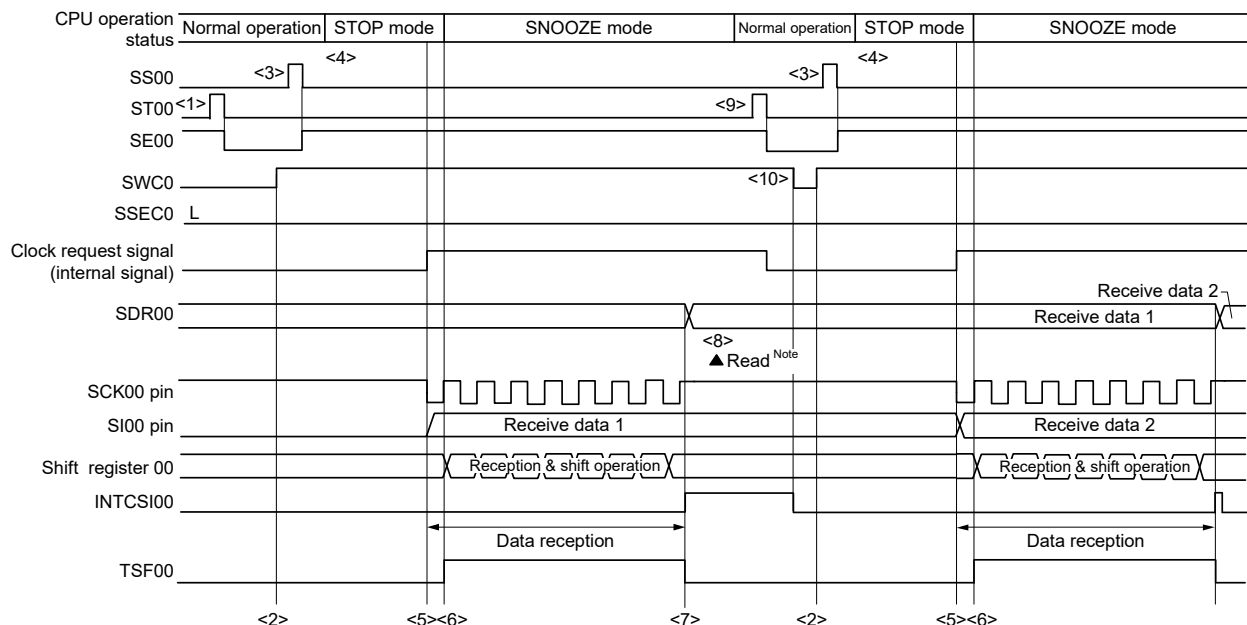 CPU operation status
Normal operation
STOP mode
SNOOZE mode
Normal operation
STOP mode
SNOOZE mode
<4>
<4>
SS00
<3>
<3>
ST00
<1>
<9>
SE00
SWC0
<10>
SSEC0
L
Clock request signal
(internal signal)
Receive data 2
SDR00
Receive data 1
<8>
▲ Read Note
SCK00 pin
SI00 pin
Receive data 1
Receive data 2
Shift register 00
Reception & shift operation
Reception & shift operation
INTCSI00
Data reception
Data reception
TSF00
<2>
<5><6>
<7>
<2>
<5><6>